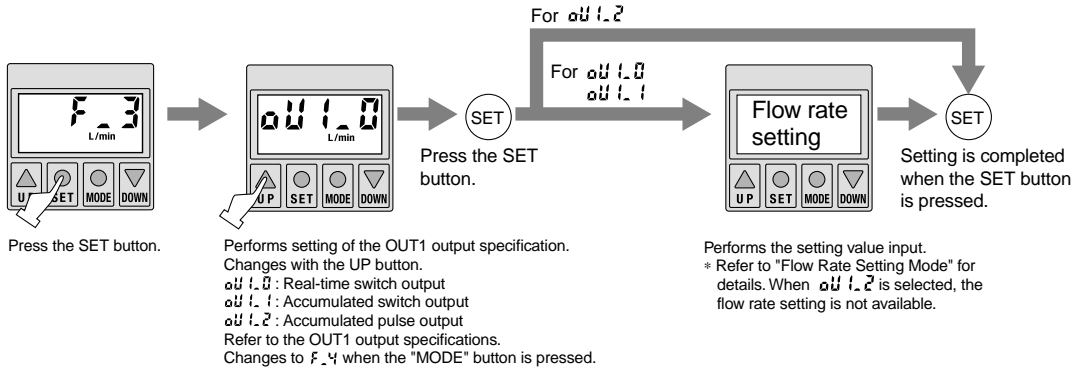 For oU1_2
For oU1_0
oU1_1
F_3
L/min
UP SET MODE DOWN
Press the SET button.
oU1_0
L/min
UP SET MODE DOWN
Performs setting of the OUT1 output specification.
Changes with the UP button.
oU1_0 : Real-time switch output
oU1_1 : Accumulated switch output
oU1_2 : Accumulated pulse output
Refer to the OUT1 output specifications.
Changes to F_4 when the "MODE" button is pressed.
SET
Press the SET
button.
Flow rate
setting
UP SET MODE DOWN
Performs the setting value input.
* Refer to "Flow Rate Setting Mode" for
details. When oU1_2 is selected, the
flow rate setting is not available.
SET
Setting is completed
when the SET button
is pressed.